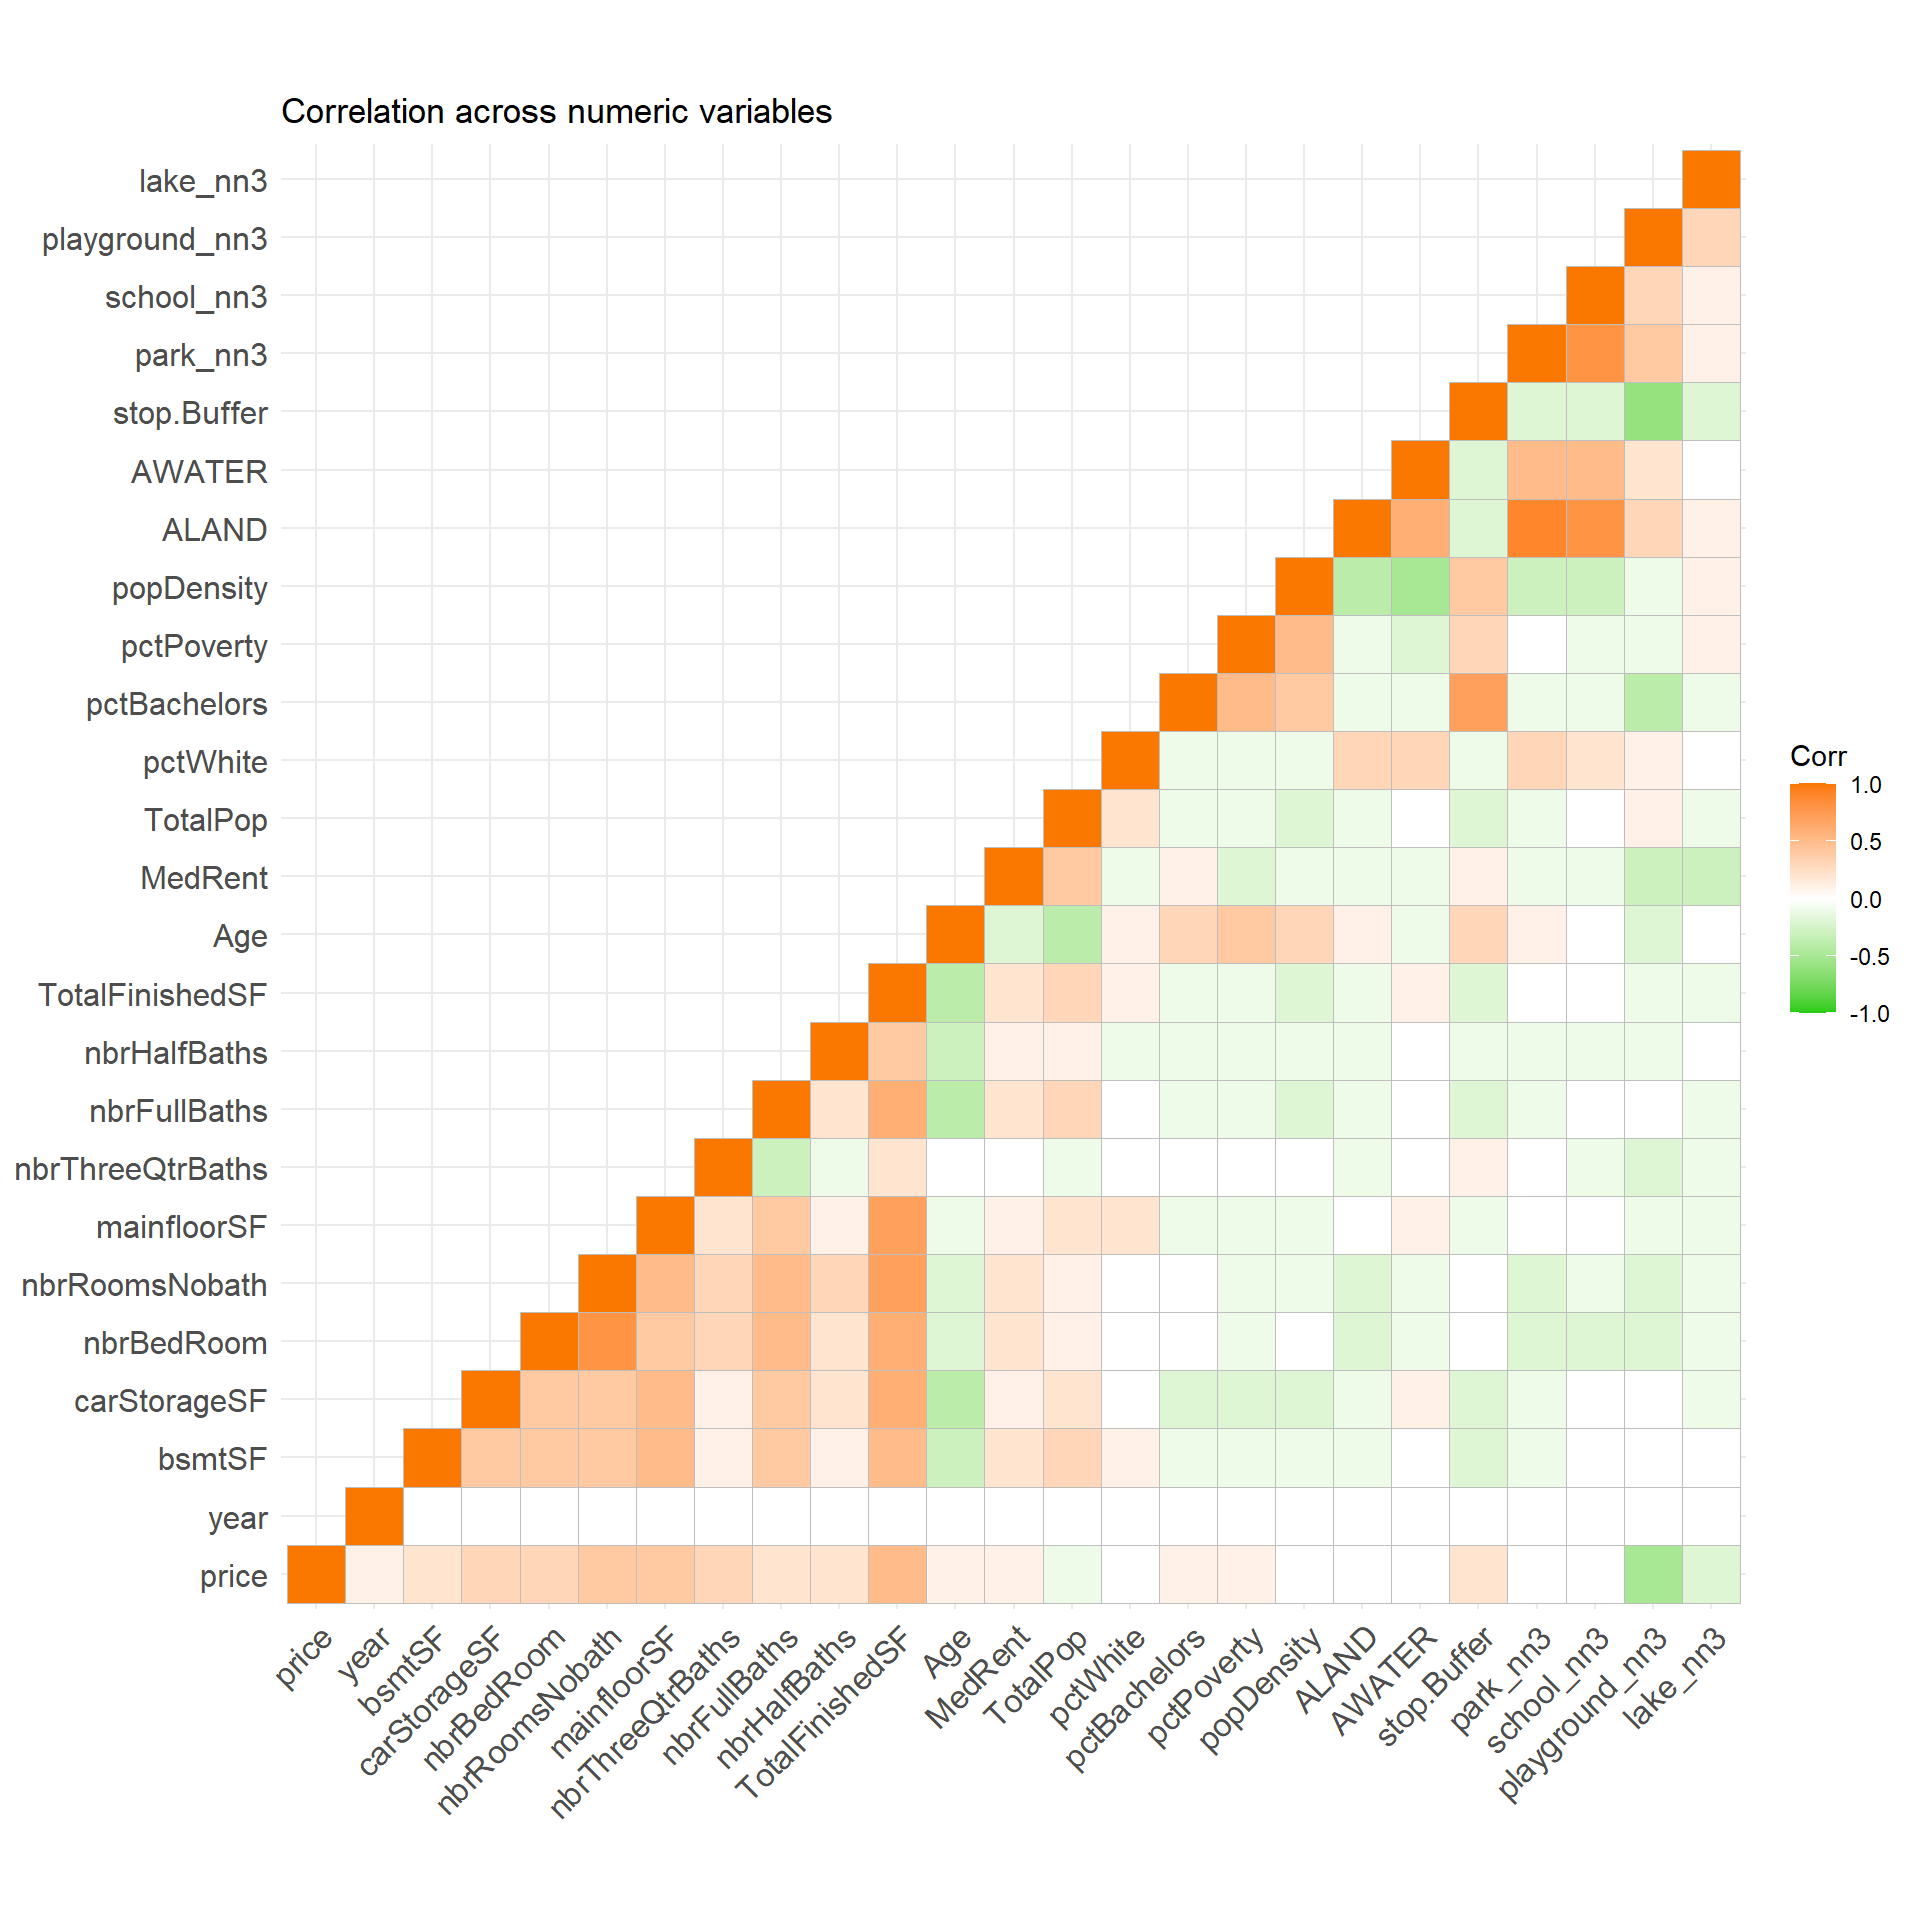 Correlation across numeric variables
lake_nn3
playground_nn3
school_nn3
park_nn3
stop.Buffer
AWATER
ALAND
popDensity
pctPoverty
pctBachelors
pctWhite
TotalPop
MedRent
Age
TotalFinishedSF
nbrHalfBaths
nbrFullBaths
nbrThreeQtrBaths
mainfloorSF
nbrRoomsNobath
nbrBedRoom
carStorageSF
bsmtSF
year
price
price
year
bsmtSF
carStorageSF
nbrBedRoom
nbrRoomsNobath
mainfloorSF
nbrThreeQtrBaths
nbrFullBaths
nbrHalfBaths
TotalFinishedSF
Age
MedRent
TotalPop
pctWhite
pctBachelors
pctPoverty
popDensity
ALAND
AWATER
stop.Buffer
park_nn3
school_nn3
playground_nn3
lake_nn3
Corr
1.0
0.5
0.0
-0.5
-1.0